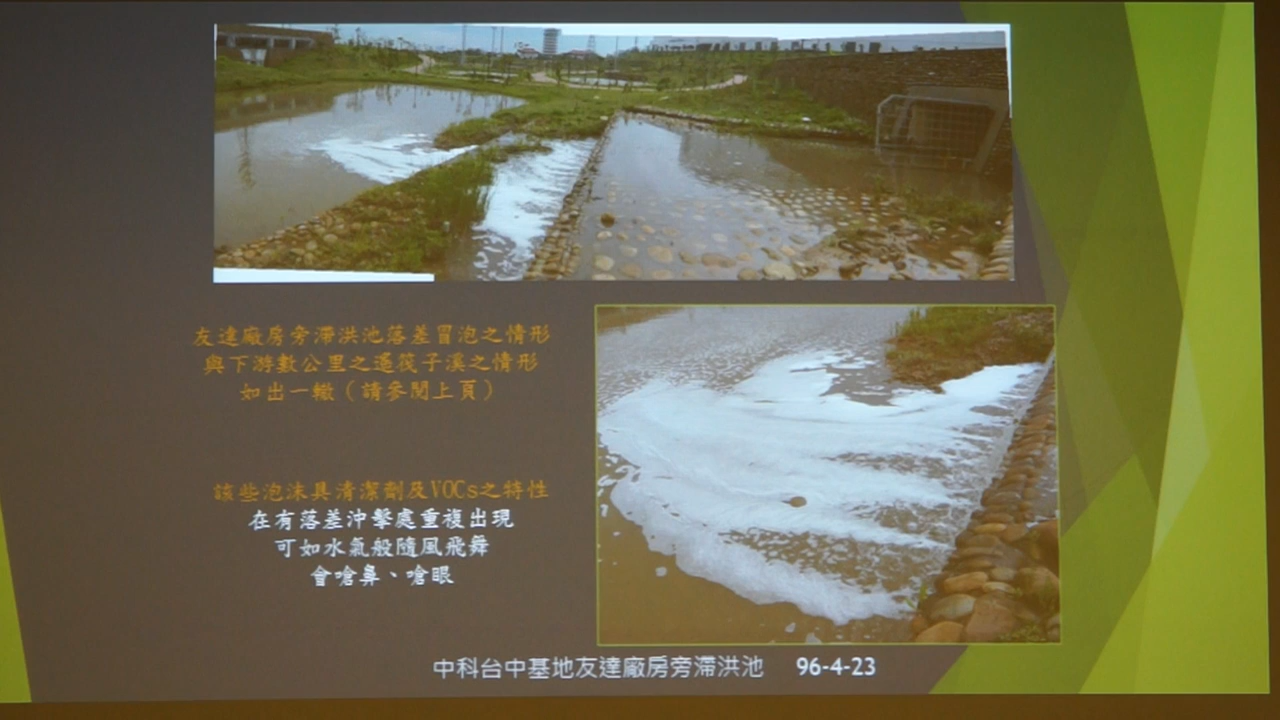 友達廠房旁滯洪池落差冒泡之情形
與下游數公里之遙筏子溪之情形
如出一轍（請參閱上頁）
該些泡沫具清潔劑及VOCs之特性
在有落差沖擊處重複出現
可如水氣般隨風飛舞
會嗆鼻、嗆眼
中科台中基地友達廠房旁滯洪池 96-4-23